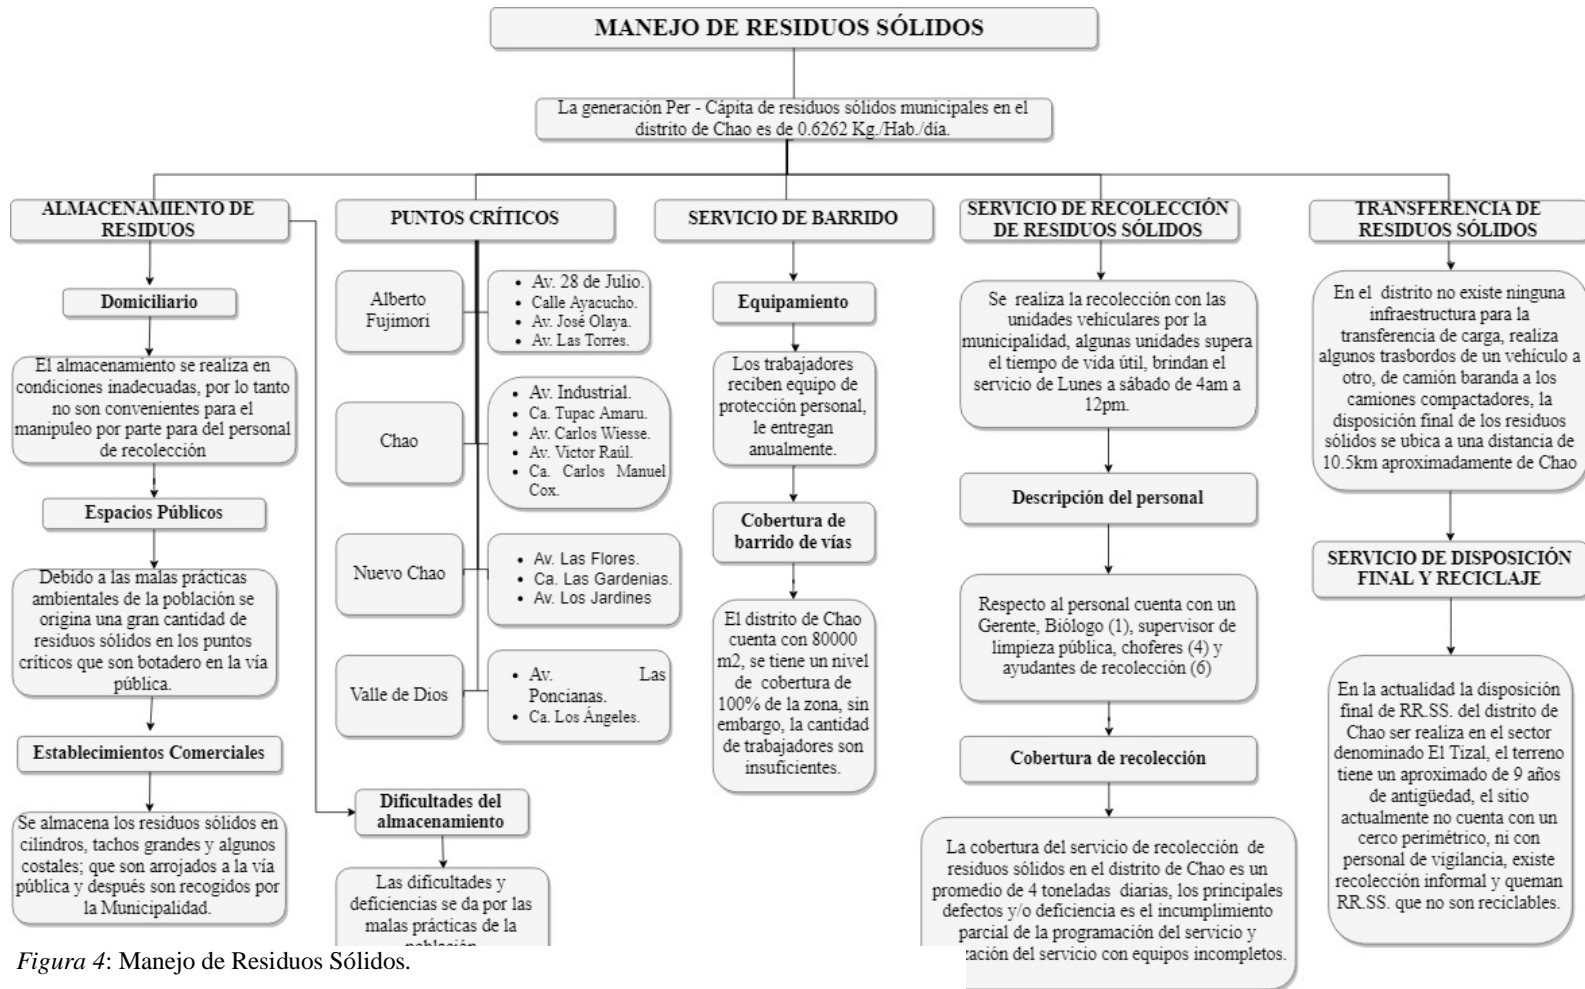 MANEJO DE RESIDUOS SÓLIDOS
La generación Per - Cápita de residuos sólidos municipales en el
distrito de Chao es de 0.6262 Kg./Hab./día.
ALMACENAMIENTO DE
RESIDUOS
Domiciliario
El almacenamiento se realiza en
condiciones inadecuadas, por lo tanto
no son convenientes para el
manipuleo por parte para del personal
de recolección
Espacios Públicos
Debido a las malas prácticas
ambientales de la población se
origina una gran cantidad de
residuos sólidos en los puntos
críticos que son botadero en la vía
pública.
Establecimientos Comerciales
Se almacena los residuos sólidos en
cilindros, tachos grandes y algunos
costales; que son arrojados a la vía
pública y después son recogidos por
la Municipalidad.
Dificultades del
almacenamiento
Las dificultades y
deficiencias se da por las
malas prácticas de la
PUNTOS CRÍTICOS
Alberto
Fujimori
• Av. 28 de Julio.
• Calle Ayacucho.
• Av. José Olaya.
• Av. Las Torres.
Chao
• Av. Industrial.
• Ca. Tupac Amaru.
• Av. Carlos Wiesse.
• Av. Victor Raúl.
• Ca. Carlos Manuel
Cox.
Nuevo Chao
• Av. Las Flores.
• Ca. Las Gardenias.
• Av. Los Jardines
Valle de Dios
• Av. Las
Poncianas.
• Ca. Los Ángeles.
SERVICIO DE BARRIDO
Equipamiento
Los trabajadores
reciben equipo de
protección personal,
le entregan
anualmente.
Cobertura de
barrido de vías
El distrito de Chao
cuenta con 80000
m2, se tiene un nivel
de cobertura de
100% de la zona, sin
embargo, la cantidad
de trabajadores son
insuficientes.
SERVICIO DE RECOLECCIÓN
DE RESIDUOS SÓLIDOS
Se realiza la recolección con las
unidades vehículares por la
municipalidad, algunas unidades supera
el tiempo de vida útil, brindan el
servicio de Lunes a sábado de 4am a
12pm.
Descripción del personal
Respecto al personal cuenta con un
Gerente, Biólogo (1), supervisor de
limpieza pública, choferes (4) y
ayudantes de recolección (6)
Cobertura de recolección
La cobertura del servicio de recolección de
residuos sólidos en el distrito de Chao es un
promedio de 4 toneladas diarias, los principales
defectos y/o deficiencia es el incumplimiento
parcial de la programación del servicio y
zación del servicio con equipos incompletos.
TRANSFERENCIA DE
RESIDUOS SÓLIDOS
En el distrito no existe ninguna
infraestructura para la
transferencia de carga, realiza
algunos trasbordos de un vehículo a
otro, de camión baranda a los
camiones compactadores, la
disposición final de los residuos
sólidos se ubica a una distancia de
10.5km aproximadamente de Chao
SERVICIO DE DISPOSICIÓN
FINAL Y RECICLAJE
En la actualidad la disposición
final de RR.SS. del distrito de
Chao ser realiza en el sector
denominado El Tizal, el terreno
tiene un aproximado de 9 años
de antigüedad, el sitio
actualmente no cuenta con un
cerco perimétrico, ni con
personal de vigilancia, existe
recolección informal y queman
RR.SS. que no son reciclables.
Figura 4: Manejo de Residuos Sólidos.